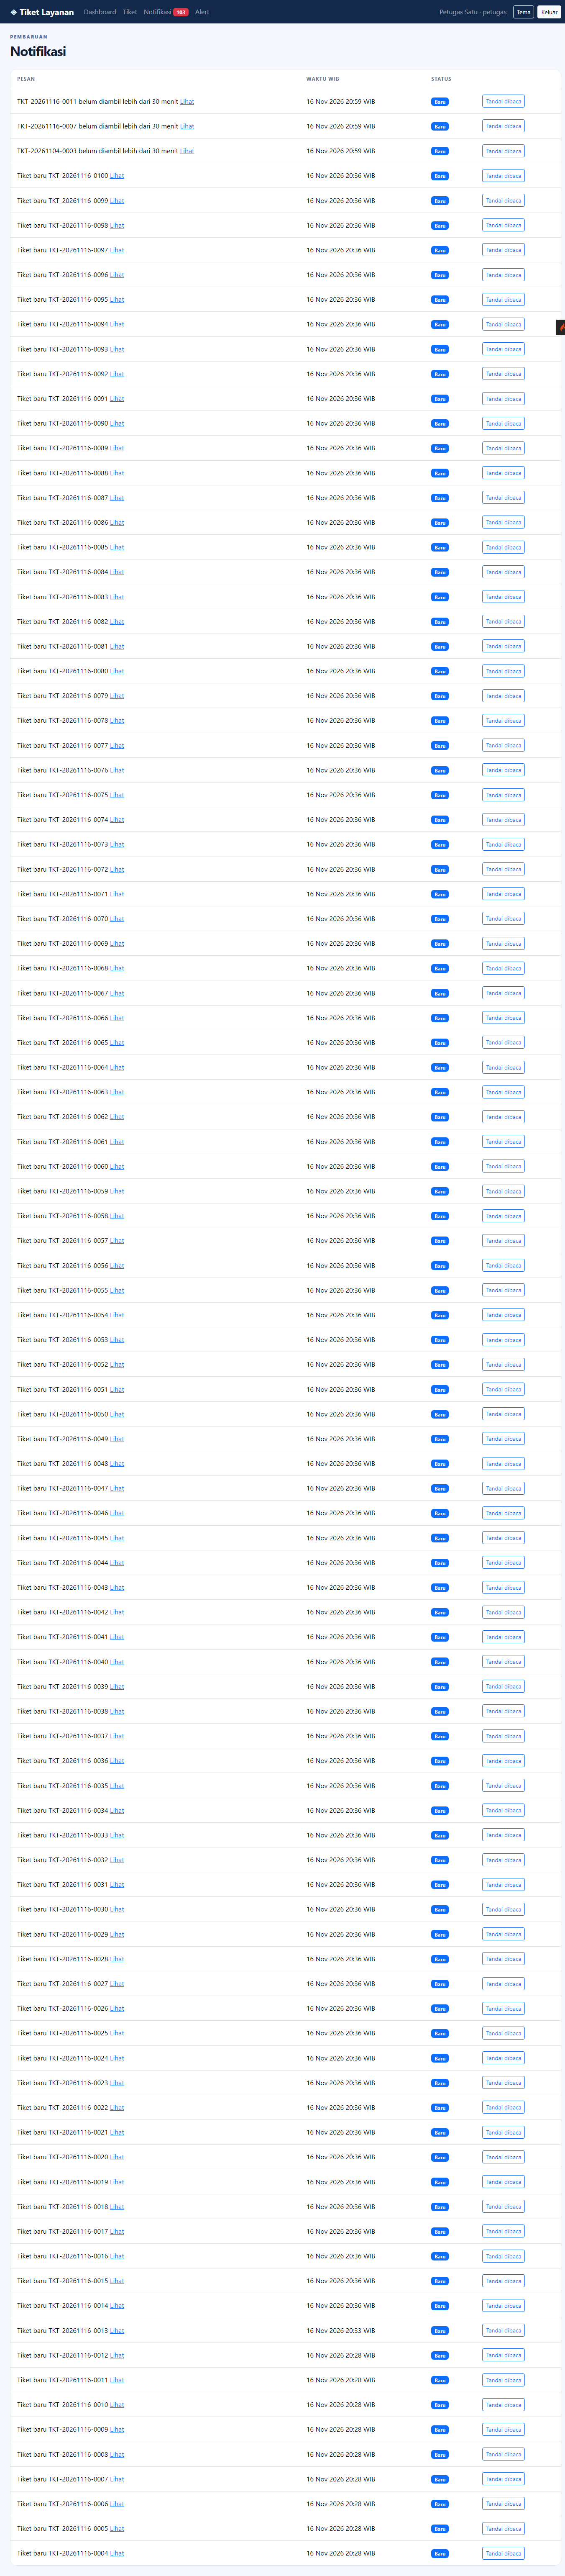 Tiket Layanan Dashboard Tiket Notifikasi 103 Alert Petugas Satu · petugas Tema Keluar
PEMBARUAN
Notifikasi
PESAN WAKTU WIB STATUS
TKT-20261116-0011 belum diambil lebih dari 30 menit Lihat 16 Nov 2026 20:59 WIB Baru Tandai dibaca
TKT-20261116-0007 belum diambil lebih dari 30 menit Lihat 16 Nov 2026 20:59 WIB Baru Tandai dibaca
TKT-20261104-0003 belum diambil lebih dari 30 menit Lihat 16 Nov 2026 20:59 WIB Baru Tandai dibaca
Tiket baru TKT-20261116-0100 Lihat 16 Nov 2026 20:36 WIB Baru Tandai dibaca
Tiket baru TKT-20261116-0099 Lihat 16 Nov 2026 20:36 WIB Baru Tandai dibaca
Tiket baru TKT-20261116-0098 Lihat 16 Nov 2026 20:36 WIB Baru Tandai dibaca
Tiket baru TKT-20261116-0097 Lihat 16 Nov 2026 20:36 WIB Baru Tandai dibaca
Tiket baru TKT-20261116-0096 Lihat 16 Nov 2026 20:36 WIB Baru Tandai dibaca
Tiket baru TKT-20261116-0095 Lihat 16 Nov 2026 20:36 WIB Baru Tandai dibaca
Tiket baru TKT-20261116-0094 Lihat 16 Nov 2026 20:36 WIB Baru Tandai dibaca
Tiket baru TKT-20261116-0093 Lihat 16 Nov 2026 20:36 WIB Baru Tandai dibaca
Tiket baru TKT-20261116-0092 Lihat 16 Nov 2026 20:36 WIB Baru Tandai dibaca
Tiket baru TKT-20261116-0091 Lihat 16 Nov 2026 20:36 WIB Baru Tandai dibaca
Tiket baru TKT-20261116-0090 Lihat 16 Nov 2026 20:36 WIB Baru Tandai dibaca
Tiket baru TKT-20261116-0089 Lihat 16 Nov 2026 20:36 WIB Baru Tandai dibaca
Tiket baru TKT-20261116-0088 Lihat 16 Nov 2026 20:36 WIB Baru Tandai dibaca
Tiket baru TKT-20261116-0087 Lihat 16 Nov 2026 20:36 WIB Baru Tandai dibaca
Tiket baru TKT-20261116-0086 Lihat 16 Nov 2026 20:36 WIB Baru Tandai dibaca
Tiket baru TKT-20261116-0085 Lihat 16 Nov 2026 20:36 WIB Baru Tandai dibaca
Tiket baru TKT-20261116-0084 Lihat 16 Nov 2026 20:36 WIB Baru Tandai dibaca
Tiket baru TKT-20261116-0083 Lihat 16 Nov 2026 20:36 WIB Baru Tandai dibaca
Tiket baru TKT-20261116-0082 Lihat 16 Nov 2026 20:36 WIB Baru Tandai dibaca
Tiket baru TKT-20261116-0081 Lihat 16 Nov 2026 20:36 WIB Baru Tandai dibaca
Tiket baru TKT-20261116-0080 Lihat 16 Nov 2026 20:36 WIB Baru Tandai dibaca
Tiket baru TKT-20261116-0079 Lihat 16 Nov 2026 20:36 WIB Baru Tandai dibaca
Tiket baru TKT-20261116-0078 Lihat 16 Nov 2026 20:36 WIB Baru Tandai dibaca
Tiket baru TKT-20261116-0077 Lihat 16 Nov 2026 20:36 WIB Baru Tandai dibaca
Tiket baru TKT-20261116-0076 Lihat 16 Nov 2026 20:36 WIB Baru Tandai dibaca
Tiket baru TKT-20261116-0075 Lihat 16 Nov 2026 20:36 WIB Baru Tandai dibaca
Tiket baru TKT-20261116-0074 Lihat 16 Nov 2026 20:36 WIB Baru Tandai dibaca
Tiket baru TKT-20261116-0073 Lihat 16 Nov 2026 20:36 WIB Baru Tandai dibaca
Tiket baru TKT-20261116-0072 Lihat 16 Nov 2026 20:36 WIB Baru Tandai dibaca
Tiket baru TKT-20261116-0071 Lihat 16 Nov 2026 20:36 WIB Baru Tandai dibaca
Tiket baru TKT-20261116-0070 Lihat 16 Nov 2026 20:36 WIB Baru Tandai dibaca
Tiket baru TKT-20261116-0069 Lihat 16 Nov 2026 20:36 WIB Baru Tandai dibaca
Tiket baru TKT-20261116-0068 Lihat 16 Nov 2026 20:36 WIB Baru Tandai dibaca
Tiket baru TKT-20261116-0067 Lihat 16 Nov 2026 20:36 WIB Baru Tandai dibaca
Tiket baru TKT-20261116-0066 Lihat 16 Nov 2026 20:36 WIB Baru Tandai dibaca
Tiket baru TKT-20261116-0065 Lihat 16 Nov 2026 20:36 WIB Baru Tandai dibaca
Tiket baru TKT-20261116-0064 Lihat 16 Nov 2026 20:36 WIB Baru Tandai dibaca
Tiket baru TKT-20261116-0063 Lihat 16 Nov 2026 20:36 WIB Baru Tandai dibaca
Tiket baru TKT-20261116-0062 Lihat 16 Nov 2026 20:36 WIB Baru Tandai dibaca
Tiket baru TKT-20261116-0061 Lihat 16 Nov 2026 20:36 WIB Baru Tandai dibaca
Tiket baru TKT-20261116-0060 Lihat 16 Nov 2026 20:36 WIB Baru Tandai dibaca
Tiket baru TKT-20261116-0059 Lihat 16 Nov 2026 20:36 WIB Baru Tandai dibaca
Tiket baru TKT-20261116-0058 Lihat 16 Nov 2026 20:36 WIB Baru Tandai dibaca
Tiket baru TKT-20261116-0057 Lihat 16 Nov 2026 20:36 WIB Baru Tandai dibaca
Tiket baru TKT-20261116-0056 Lihat 16 Nov 2026 20:36 WIB Baru Tandai dibaca
Tiket baru TKT-20261116-0055 Lihat 16 Nov 2026 20:36 WIB Baru Tandai dibaca
Tiket baru TKT-20261116-0054 Lihat 16 Nov 2026 20:36 WIB Baru Tandai dibaca
Tiket baru TKT-20261116-0053 Lihat 16 Nov 2026 20:36 WIB Baru Tandai dibaca
Tiket baru TKT-20261116-0052 Lihat 16 Nov 2026 20:36 WIB Baru Tandai dibaca
Tiket baru TKT-20261116-0051 Lihat 16 Nov 2026 20:36 WIB Baru Tandai dibaca
Tiket baru TKT-20261116-0050 Lihat 16 Nov 2026 20:36 WIB Baru Tandai dibaca
Tiket baru TKT-20261116-0049 Lihat 16 Nov 2026 20:36 WIB Baru Tandai dibaca
Tiket baru TKT-20261116-0048 Lihat 16 Nov 2026 20:36 WIB Baru Tandai dibaca
Tiket baru TKT-20261116-0047 Lihat 16 Nov 2026 20:36 WIB Baru Tandai dibaca
Tiket baru TKT-20261116-0046 Lihat 16 Nov 2026 20:36 WIB Baru Tandai dibaca
Tiket baru TKT-20261116-0045 Lihat 16 Nov 2026 20:36 WIB Baru Tandai dibaca
Tiket baru TKT-20261116-0044 Lihat 16 Nov 2026 20:36 WIB Baru Tandai dibaca
Tiket baru TKT-20261116-0043 Lihat 16 Nov 2026 20:36 WIB Baru Tandai dibaca
Tiket baru TKT-20261116-0042 Lihat 16 Nov 2026 20:36 WIB Baru Tandai dibaca
Tiket baru TKT-20261116-0041 Lihat 16 Nov 2026 20:36 WIB Baru Tandai dibaca
Tiket baru TKT-20261116-0040 Lihat 16 Nov 2026 20:36 WIB Baru Tandai dibaca
Tiket baru TKT-20261116-0039 Lihat 16 Nov 2026 20:36 WIB Baru Tandai dibaca
Tiket baru TKT-20261116-0038 Lihat 16 Nov 2026 20:36 WIB Baru Tandai dibaca
Tiket baru TKT-20261116-0037 Lihat 16 Nov 2026 20:36 WIB Baru Tandai dibaca
Tiket baru TKT-20261116-0036 Lihat 16 Nov 2026 20:36 WIB Baru Tandai dibaca
Tiket baru TKT-20261116-0035 Lihat 16 Nov 2026 20:36 WIB Baru Tandai dibaca
Tiket baru TKT-20261116-0034 Lihat 16 Nov 2026 20:36 WIB Baru Tandai dibaca
Tiket baru TKT-20261116-0033 Lihat 16 Nov 2026 20:36 WIB Baru Tandai dibaca
Tiket baru TKT-20261116-0032 Lihat 16 Nov 2026 20:36 WIB Baru Tandai dibaca
Tiket baru TKT-20261116-0031 Lihat 16 Nov 2026 20:36 WIB Baru Tandai dibaca
Tiket baru TKT-20261116-0030 Lihat 16 Nov 2026 20:36 WIB Baru Tandai dibaca
Tiket baru TKT-20261116-0029 Lihat 16 Nov 2026 20:36 WIB Baru Tandai dibaca
Tiket baru TKT-20261116-0028 Lihat 16 Nov 2026 20:36 WIB Baru Tandai dibaca
Tiket baru TKT-20261116-0027 Lihat 16 Nov 2026 20:36 WIB Baru Tandai dibaca
Tiket baru TKT-20261116-0026 Lihat 16 Nov 2026 20:36 WIB Baru Tandai dibaca
Tiket baru TKT-20261116-0025 Lihat 16 Nov 2026 20:36 WIB Baru Tandai dibaca
Tiket baru TKT-20261116-0024 Lihat 16 Nov 2026 20:36 WIB Baru Tandai dibaca
Tiket baru TKT-20261116-0023 Lihat 16 Nov 2026 20:36 WIB Baru Tandai dibaca
Tiket baru TKT-20261116-0022 Lihat 16 Nov 2026 20:36 WIB Baru Tandai dibaca
Tiket baru TKT-20261116-0021 Lihat 16 Nov 2026 20:36 WIB Baru Tandai dibaca
Tiket baru TKT-20261116-0020 Lihat 16 Nov 2026 20:36 WIB Baru Tandai dibaca
Tiket baru TKT-20261116-0019 Lihat 16 Nov 2026 20:36 WIB Baru Tandai dibaca
Tiket baru TKT-20261116-0018 Lihat 16 Nov 2026 20:36 WIB Baru Tandai dibaca
Tiket baru TKT-20261116-0017 Lihat 16 Nov 2026 20:36 WIB Baru Tandai dibaca
Tiket baru TKT-20261116-0016 Lihat 16 Nov 2026 20:36 WIB Baru Tandai dibaca
Tiket baru TKT-20261116-0015 Lihat 16 Nov 2026 20:36 WIB Baru Tandai dibaca
Tiket baru TKT-20261116-0014 Lihat 16 Nov 2026 20:36 WIB Baru Tandai dibaca
Tiket baru TKT-20261116-0013 Lihat 16 Nov 2026 20:33 WIB Baru Tandai dibaca
Tiket baru TKT-20261116-0012 Lihat 16 Nov 2026 20:28 WIB Baru Tandai dibaca
Tiket baru TKT-20261116-0011 Lihat 16 Nov 2026 20:28 WIB Baru Tandai dibaca
Tiket baru TKT-20261116-0010 Lihat 16 Nov 2026 20:28 WIB Baru Tandai dibaca
Tiket baru TKT-20261116-0009 Lihat 16 Nov 2026 20:28 WIB Baru Tandai dibaca
Tiket baru TKT-20261116-0008 Lihat 16 Nov 2026 20:28 WIB Baru Tandai dibaca
Tiket baru TKT-20261116-0007 Lihat 16 Nov 2026 20:28 WIB Baru Tandai dibaca
Tiket baru TKT-20261116-0006 Lihat 16 Nov 2026 20:28 WIB Baru Tandai dibaca
Tiket baru TKT-20261116-0005 Lihat 16 Nov 2026 20:28 WIB Baru Tandai dibaca
Tiket baru TKT-20261116-0004 Lihat 16 Nov 2026 20:28 WIB Baru Tandai dibaca